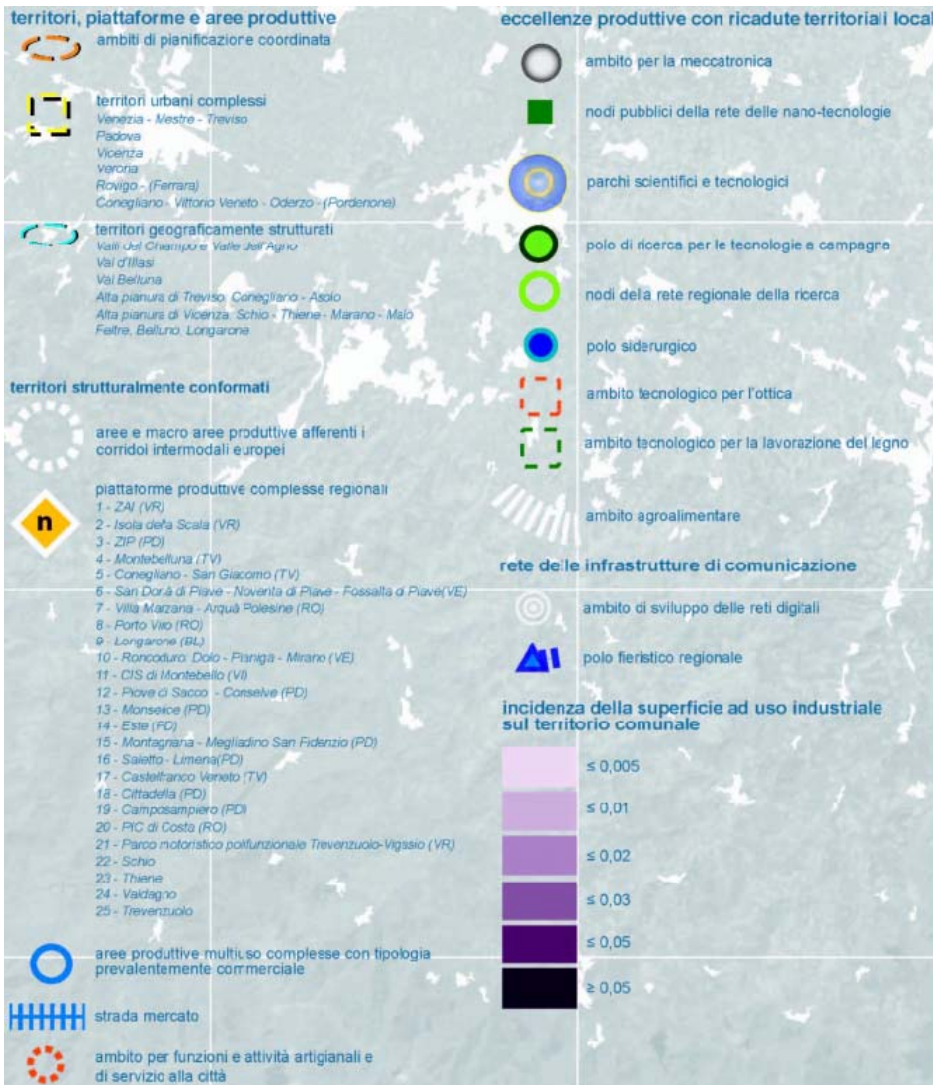 territori, piattaforme e aree produttive
ambiti di pianificazione coordinata
territori urbani complessi
Venezia - Mestre - Treviso
Padova
Vicenza
Verona
Rovigo - (Ferrara)
Conegliano - Vittorio Veneto - Oderzo - (Pordenone)
territori geograficamente strutturati
Valli del Chiampo e Valle dell'Agno
Val d'Illasi
Val Belluna
Alta pianura di Treviso, Conegliano - Asolo
Alta pianura di Vicenza, Schio - Thiene - Marano - Malo
Feltre, Belluno, Longarone
territori strutturalmente conformati
aree e macro aree produttive afferenti i
corridoi intermodali europei
n
piattaforme produttive complesse regionali
1 - ZAI (VR)
2 - Isola della Scala (VR)
3 - ZIP (PD)
4 - Montebelluna (TV)
5 - Conegliano - San Giacomo (TV)
6 - San Donà di Piave - Noventa di Piave - Fossalta di Piave(VE)
7 - Villa Marzana - Arquà Polesine (RO)
8 - Porto Viro (RO)
9 - Longarone (BL)
10 - Roncoduro, Dolo - Pianiga - Mirano (VE)
11 - CIS di Montebello (VI)
12 - Piove di Sacco - Conselve (PD)
13 - Monselice (PD)
14 - Este (PD)
15 - Montagnana - Megliadino San Fidenzio (PD)
16 - Saletto - Limena(PD)
17 - Castelfranco Veneto (TV)
18 - Cittadella (PD)
19 - Camposampiero (PD)
20 - PIC di Costa (RO)
21 - Parco motoristico polifunzionale Trevenzuolo-Vigasio (VR)
22 - Schio
23 - Thiene
24 - Valdagno
25 - Trevenzuolo
aree produttive multiuso complesse con tipologia
prevalentemente commerciale
strada mercato
ambito per funzioni e attività artigianali e
di servizio alla città
eccellenze produttive con ricadute territoriali local
ambito per la meccatronica
nodi pubblici della rete delle nano-tecnologie
parchi scientifici e tecnologici
polo di ricerca per le tecnologie a campagna
nodi della rete regionale della ricerca
polo siderurgico
ambito tecnologico per l'ottica
ambito tecnologico per la lavorazione del legno
ambito agroalimentare
rete delle infrastrutture di comunicazione
ambito di sviluppo delle reti digitali
polo fieristico regionale
incidenza della superficie ad uso industriale
sul territorio comunale
≤ 0,005
≤ 0,01
≤ 0,02
≤ 0,03
≤ 0,05
≥ 0,05